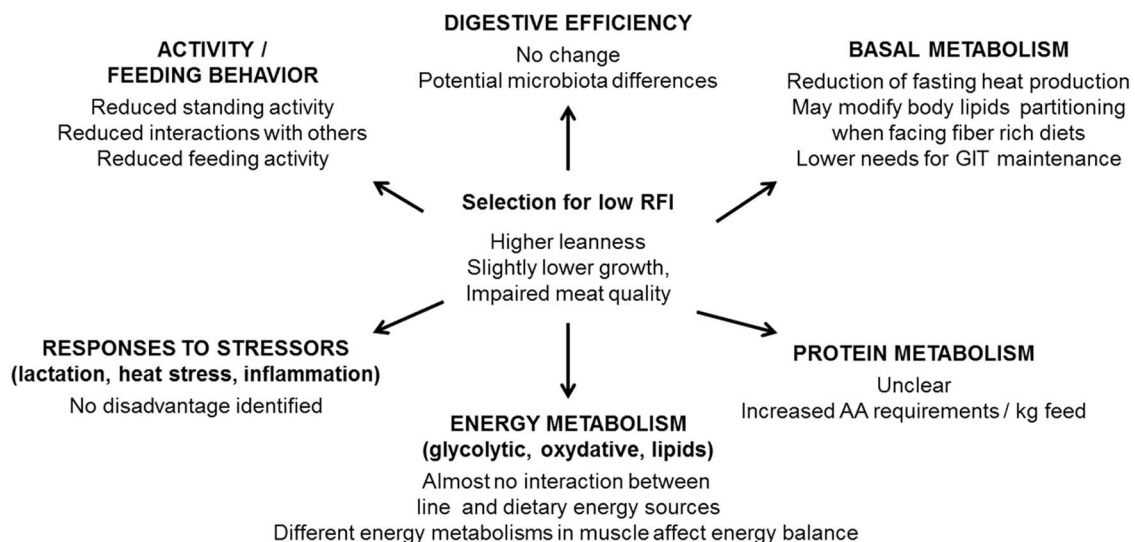 DIGESTIVE EFFICIENCY
No change
Potential microbiota differences
ACTIVITY /
FEEDING BEHAVIOR
Reduced standing activity
Reduced interactions with others
Reduced feeding activity
BASAL METABOLISM
Reduction of fasting heat production
May modify body lipids partitioning
when facing fiber rich diets
Lower needs for GIT maintenance
Selection for low RFI
Higher leanness
Slightly lower growth,
Impaired meat quality
RESPONSES TO STRESSORS
(lactation, heat stress, inflammation)
No disadvantage identified
PROTEIN METABOLISM
Unclear
Increased AA requirements / kg feed
ENERGY METABOLISM
(glycolytic, oxydative, lipids)
Almost no interaction between
line and dietary energy sources
Different energy metabolisms in muscle affect energy balance